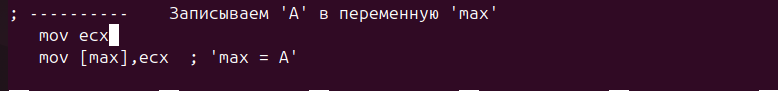 ; ----------    Записываем 'A' в переменную 'max'
mov ecx
mov [max],ecx  ; 'max = A'